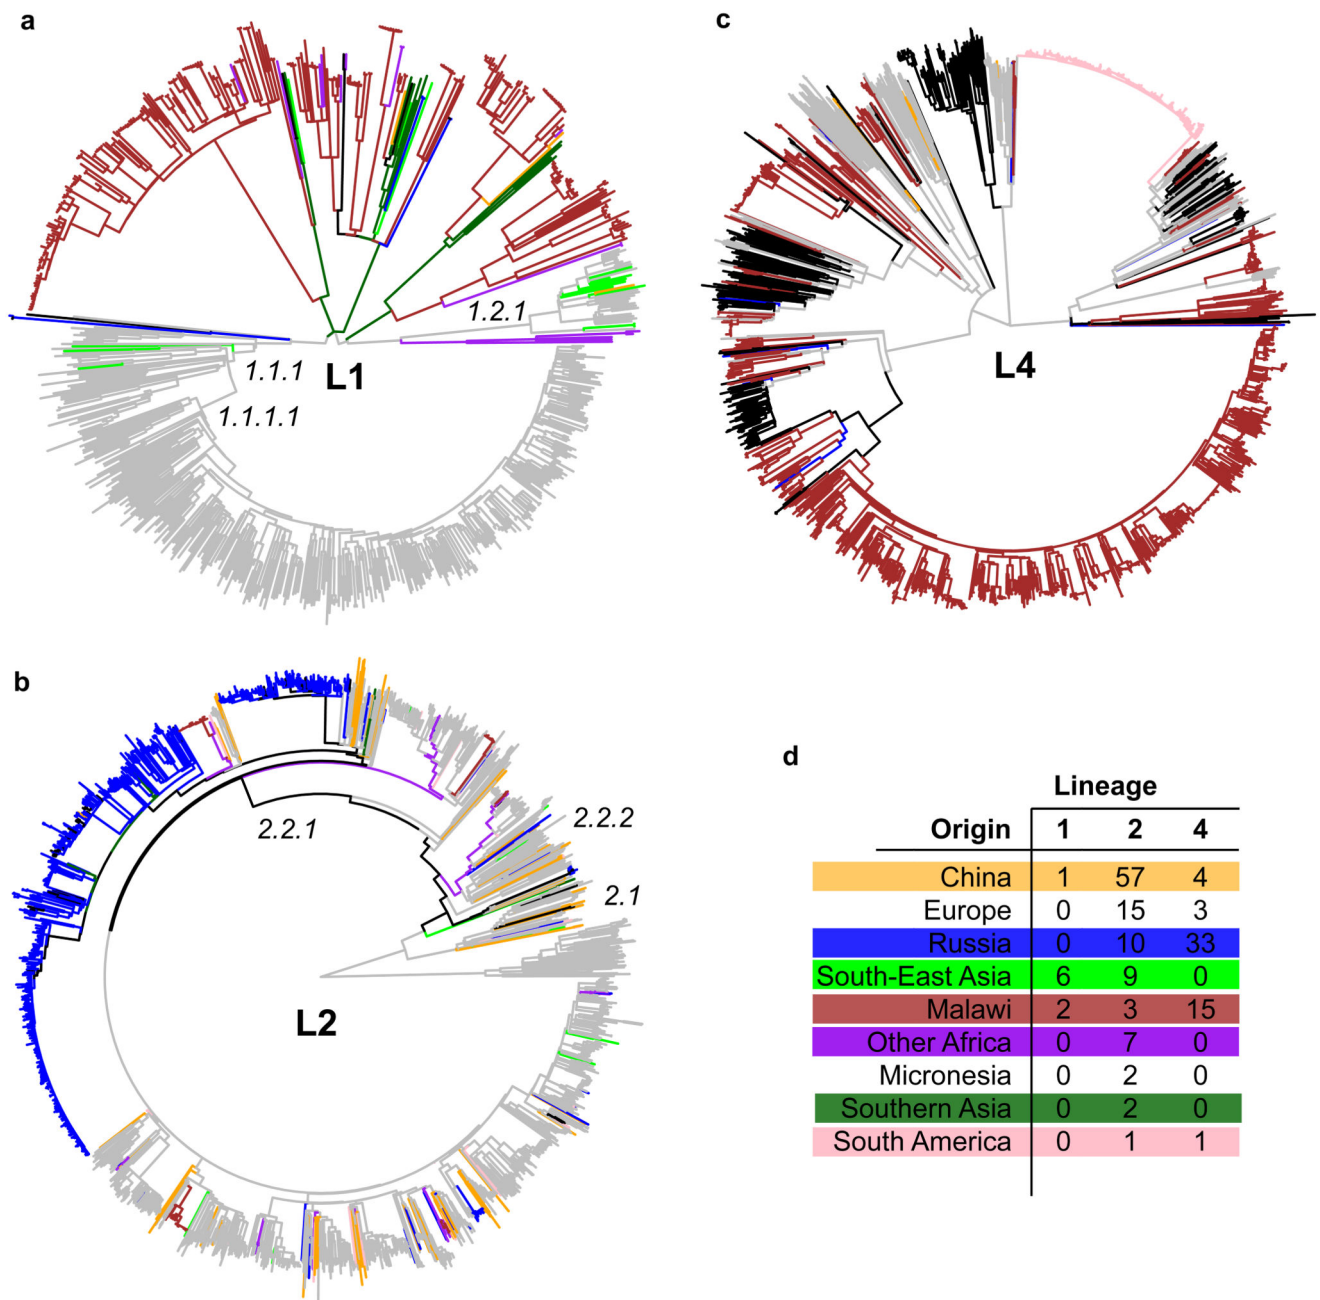 a
1.2.1
1.1.1
L1
1.1.1.1
c
L4
b
2.2.1
2.2.2
2.1
L2
d
Lineage
Origin 1 2 4
China 1 57 4
Europe 0 15 3
Russia 0 10 33
South-East Asia 6 9 0
Malawi 2 3 15
Other Africa 0 7 0
Micronesia 0 2 0
Southern Asia 0 2 0
South America 0 1 1